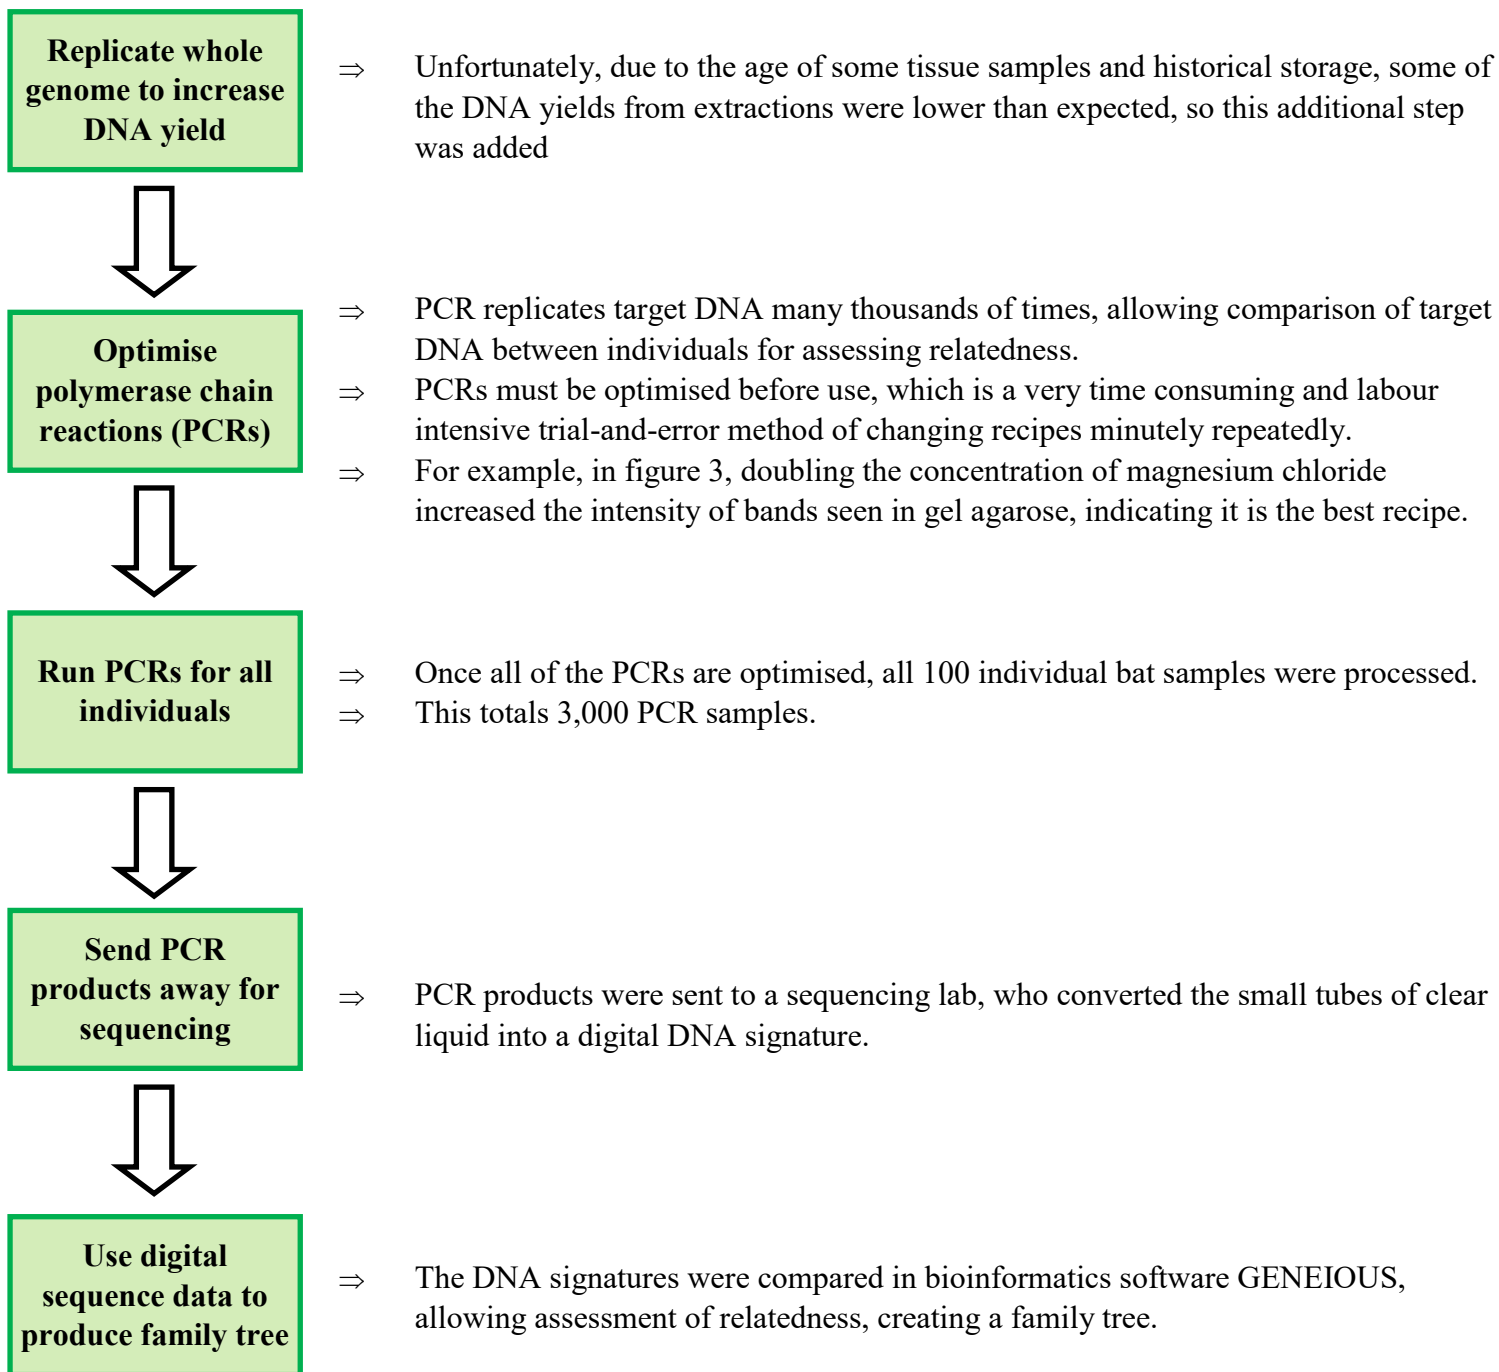 Replicate whole
genome to increase
DNA yield
⇒ Unfortunately, due to the age of some tissue samples and historical storage, some of
the DNA yields from extractions were lower than expected, so this additional step
was added
Optimise
polymerase chain
reactions (PCRs)
⇒ PCR replicates target DNA many thousands of times, allowing comparison of target
DNA between individuals for assessing relatedness.
⇒ PCRs must be optimised before use, which is a very time consuming and labour
intensive trial-and-error method of changing recipes minutely repeatedly.
⇒ For example, in figure 3, doubling the concentration of magnesium chloride
increased the intensity of bands seen in gel agarose, indicating it is the best recipe.
Run PCRs for all
individuals
⇒ Once all of the PCRs are optimised, all 100 individual bat samples were processed.
⇒ This totals 3,000 PCR samples.
Send PCR
products away for
sequencing
⇒ PCR products were sent to a sequencing lab, who converted the small tubes of clear
liquid into a digital DNA signature.
Use digital
sequence data to
produce family tree
⇒ The DNA signatures were compared in bioinformatics software GENEIOUS,
allowing assessment of relatedness, creating a family tree.